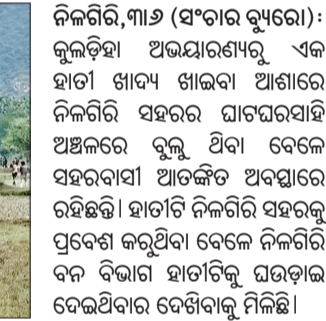 ନିଳଗିରି,୩।୬ (ସଂଚାର ବ୍ୟୁରୋ):
କୁଲଡ଼ିହା ଅଭୟାରଣ୍ୟରୁ ଏକ
ହାତୀ ଖାଦ୍ୟ ଖାଇବା ଆଶାରେ
ନିଳଗିରି ସହରର ଘାଟଘରସାହି
ଅଞ୍ଚଳରେ ବୁଲୁ ଥିବା ବେଳେ
ସହରବାସୀ ଆତଙ୍କିତ ଅବସ୍ଥାରେ
ରହିଛନ୍ତି। ହାତୀଟି ନିଳଗିରି ସହରକୁ
ପ୍ରବେଶ କରୁଥିବା ବେଳେ ନିଳଗିରି
ବନ ବିଭାଗ ହାତୀଟିକୁ ଘଉଡ଼ାଇ
ଦେଇଥିବାର ଦେଖିବାକୁ ମିଳିଛି।